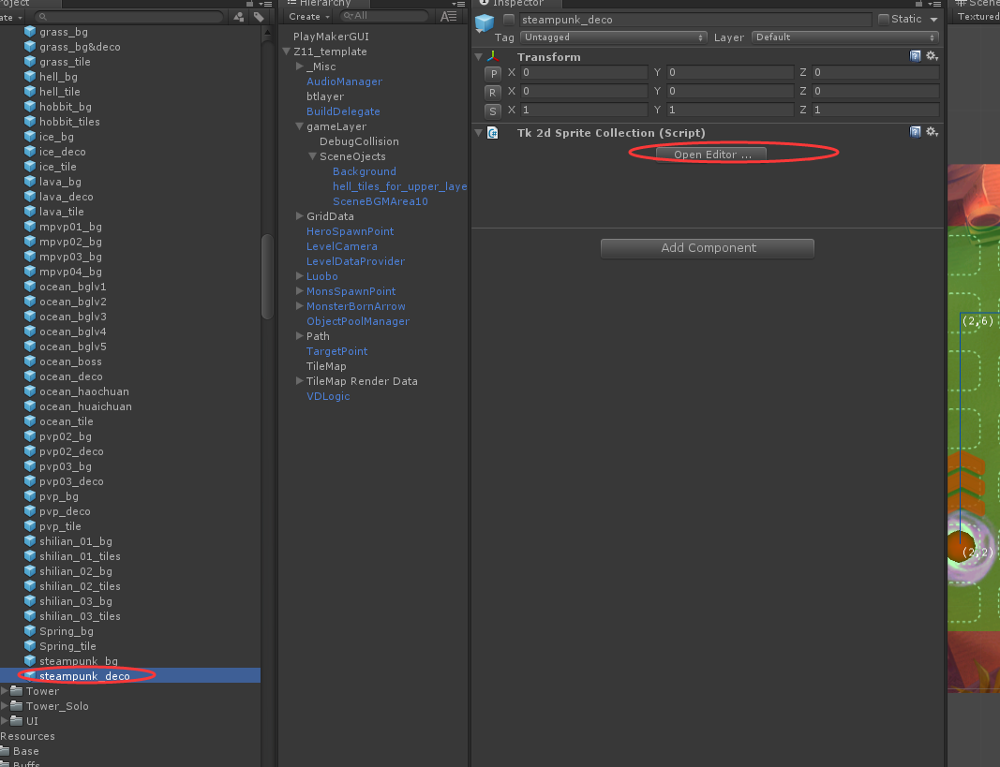 roject
ate
grass_bg
grass_bg&deco
grass_tile
hell_bg
hell_tile
hobbit_bg
hobbit_tiles
ice_bg
ice_deco
ice_tile
lava_bg
lava_deco
lava_tile
mpvp01_bg
mpvp02_bg
mpvp03_bg
mpvp04_bg
ocean_bglv1
ocean_bglv2
ocean_bglv3
ocean_bglv4
ocean_bglv5
ocean_boss
ocean_deco
ocean_haochuan
ocean_huaichuan
ocean_tile
pvp02_bg
pvp02_deco
pvp03_bg
pvp03_deco
pvp_bg
pvp_deco
pvp_tile
shilian_01_bg
shilian_01_tiles
shilian_02_bg
shilian_02_tiles
shilian_03_bg
shilian_03_tiles
Spring_bg
Spring_tile
steampunk_bg
steampunk_deco
Tower
Tower_Solo
UI
Resources
Base
Buffs
Hierarchy
Create All
PlayMakerGUI
Z11_template
_Misc
AudioManager
btlayer
BuildDelegate
gameLayer
DebugCollision
SceneOjects
Background
hell_tiles_for_upper_laye
SceneBGMArea10
GridData
HeroSpawnPoint
LevelCamera
LevelDataProvider
Luobo
MonsSpawnPoint
MonsterBornArrow
ObjectPoolManager
Path
TargetPoint
TileMap
TileMap Render Data
VDLogic
Inspector
steampunk_deco Static
Tag Untagged Layer Default
Transform
P X 0 Y 0 Z 0
R X 0 Y 0 Z 0
S X 1 Y 1 Z 1
Tk 2d Sprite Collection (Script)
Open Editor ...
Add Component
Scene
Textured
(2,6)
(2,2)